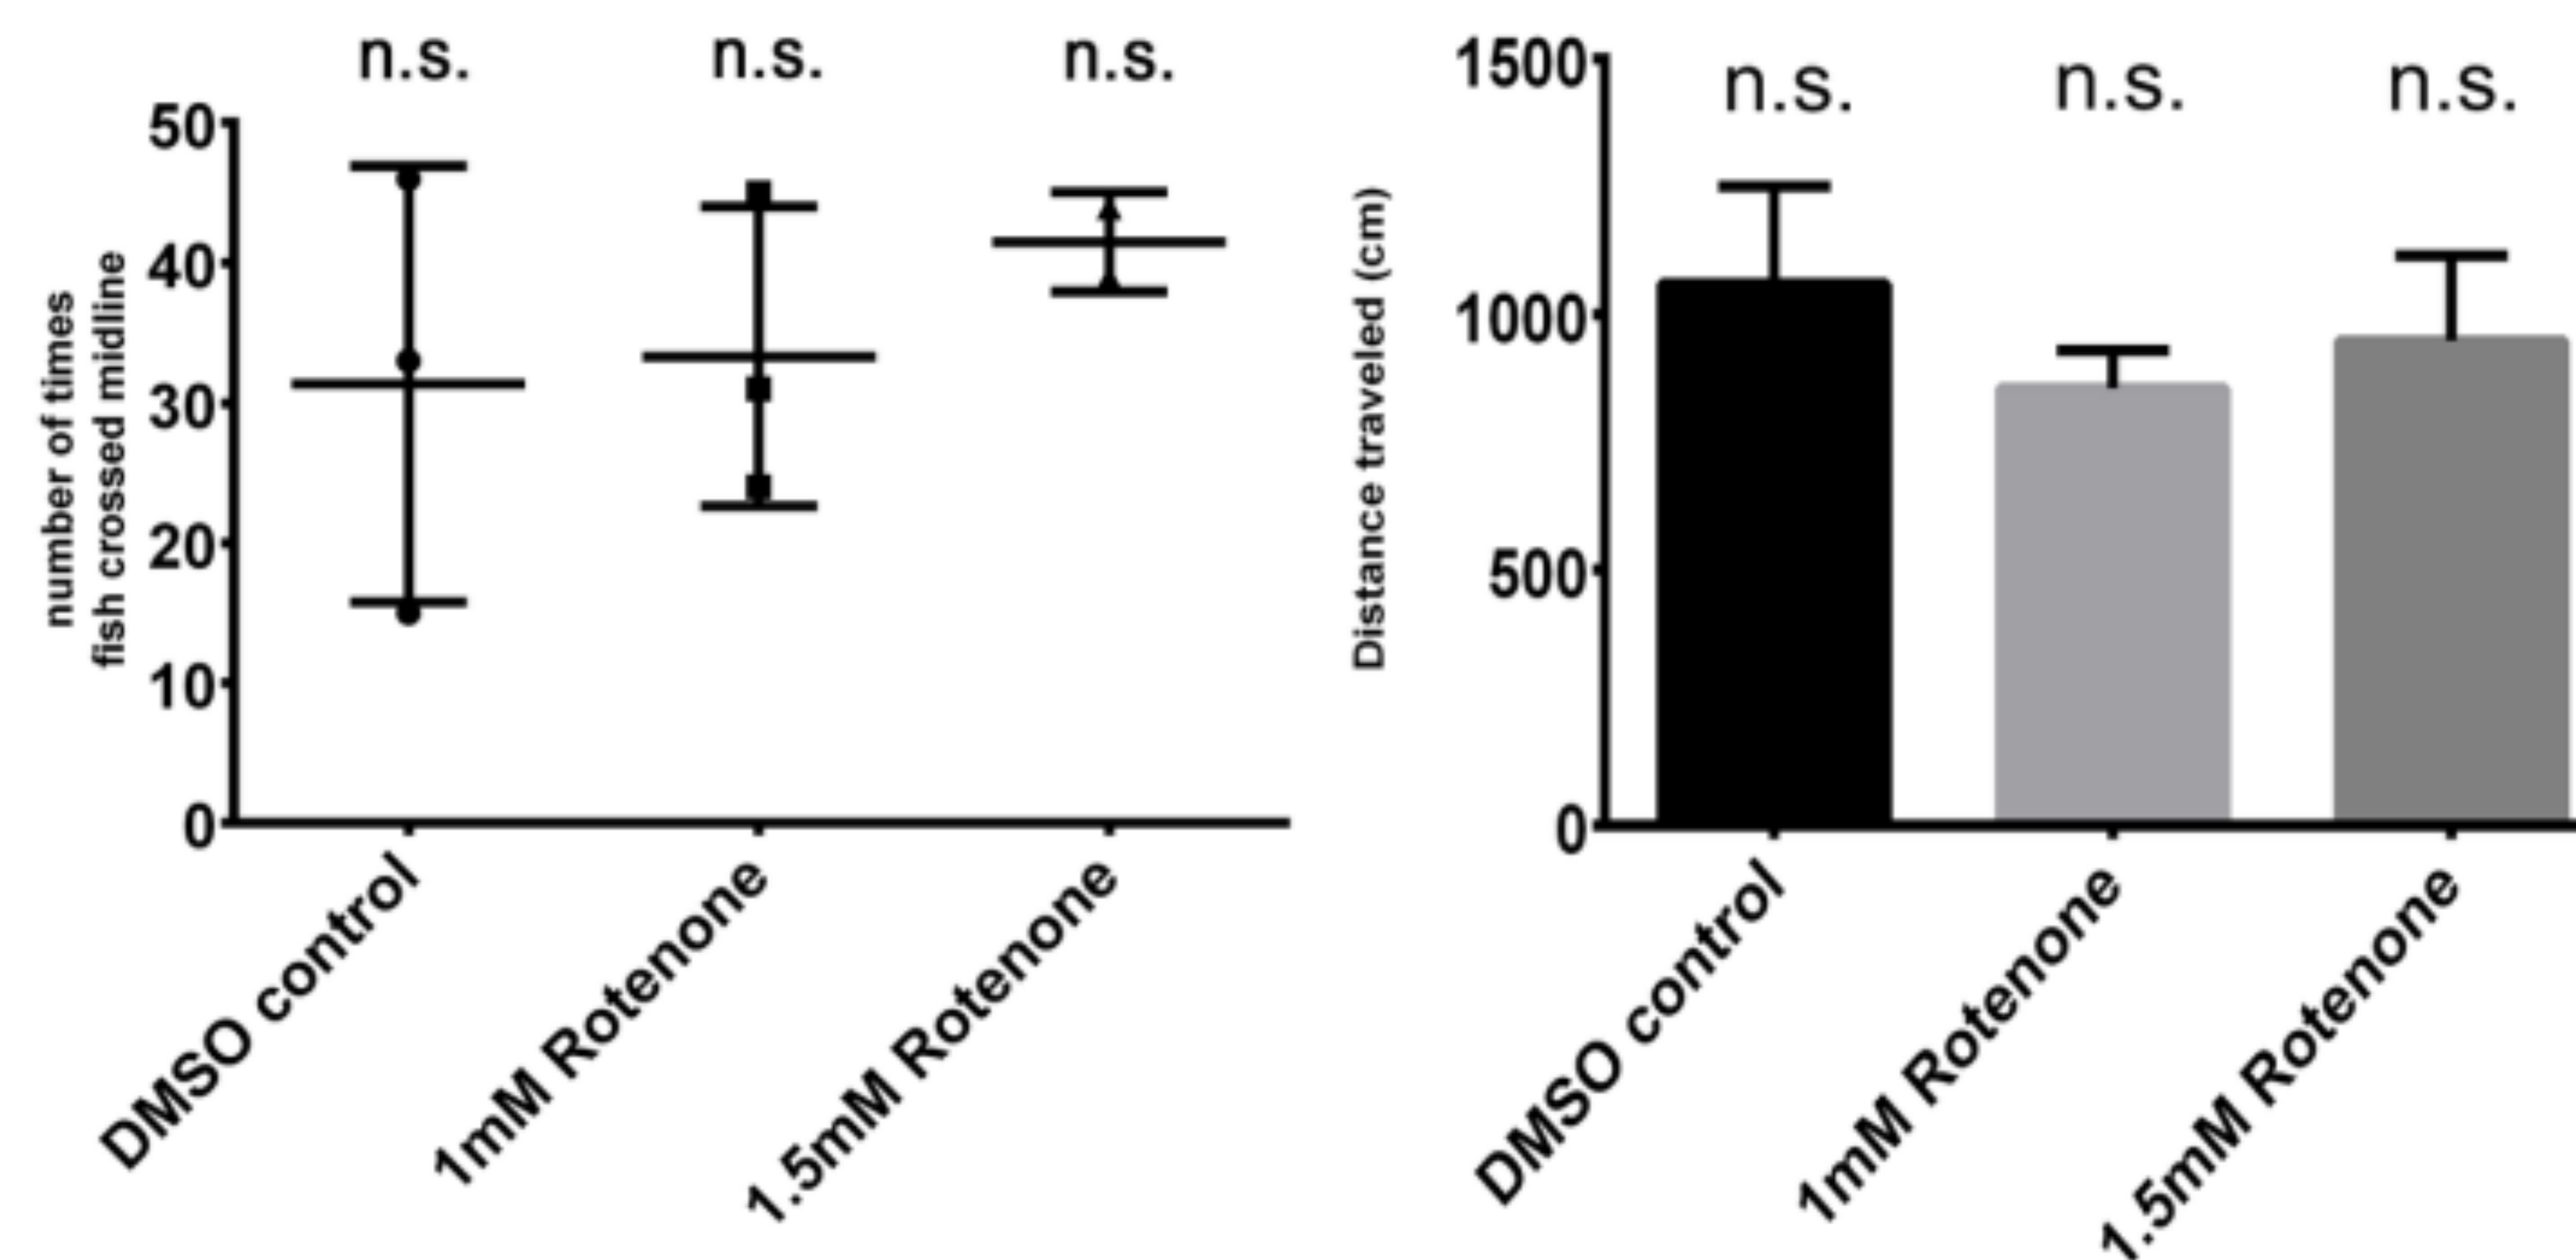 n.s. n.s. n.s.
number of times
fish crossed midline
50
40
30
20
10
0
DMSO control
1mM Rotenone
1.5mM Rotenone
n.s. n.s. n.s.
Distance traveled (cm)
1500
1000
500
0
DMSO control
1mM Rotenone
1.5mM Rotenone